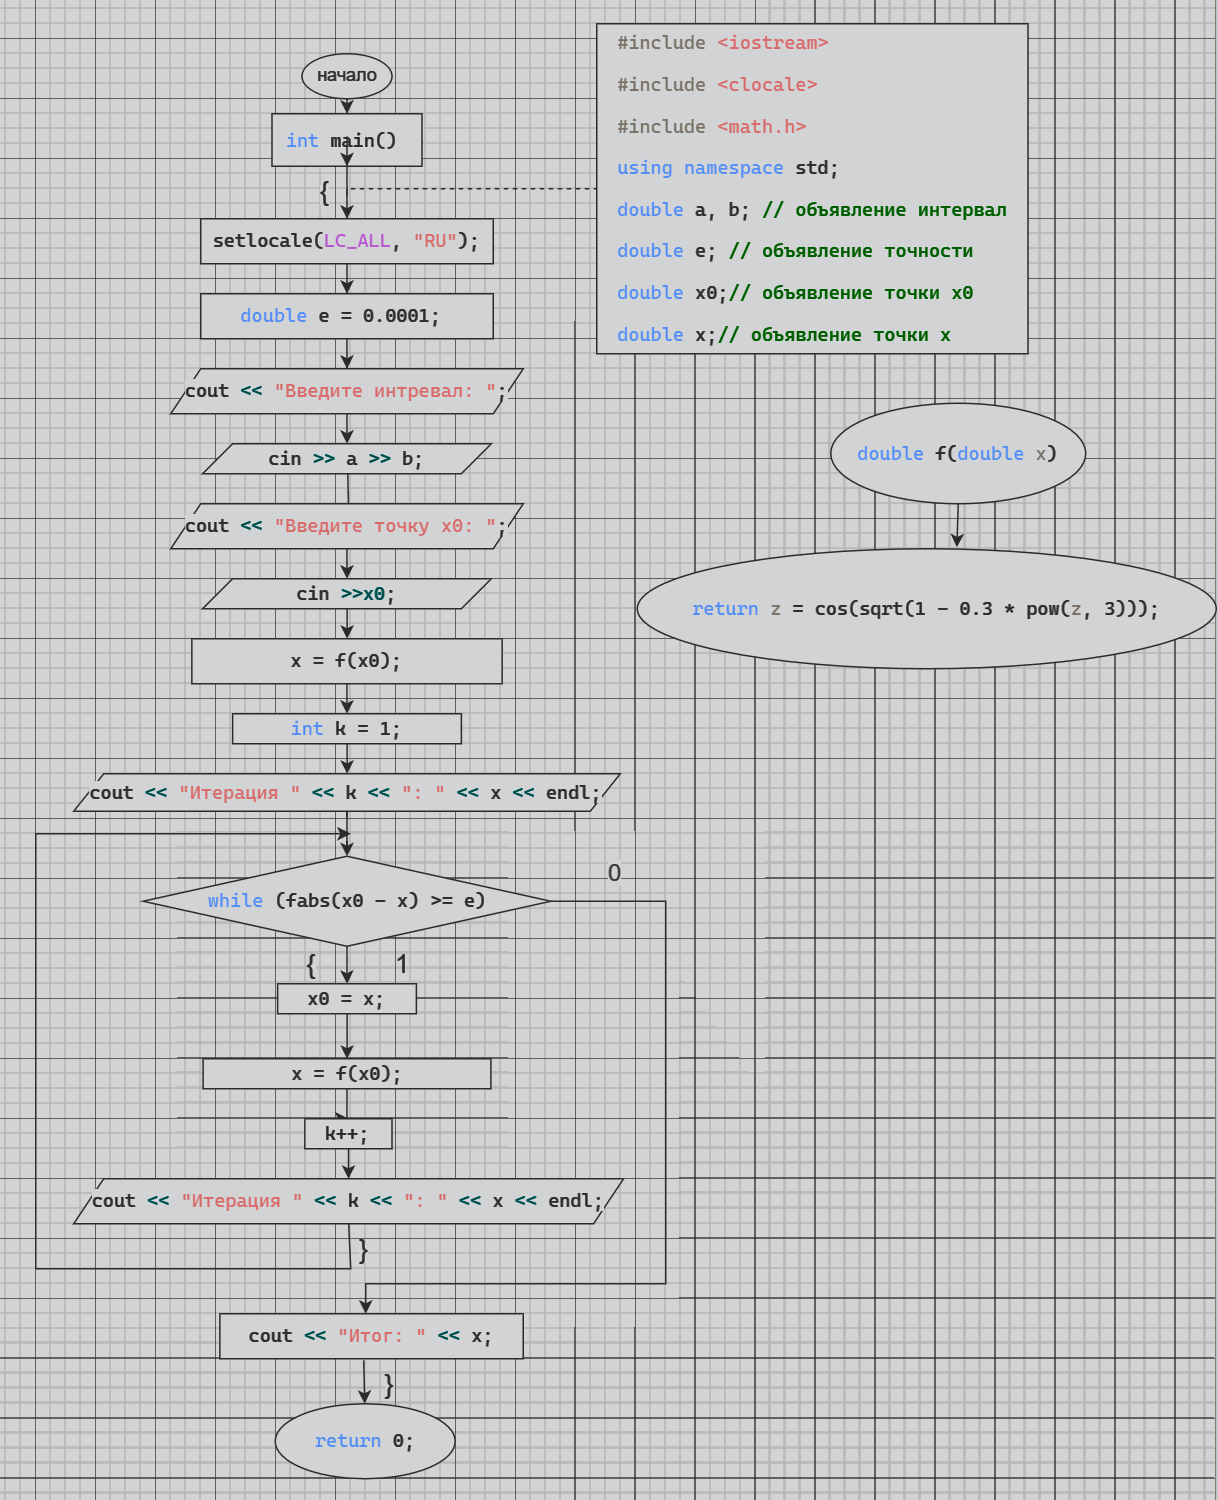 начало
int main()
{
setlocale(LC_ALL, "RU");
double e = 0.0001;
cout << "Введите интревал: ";
cin >> a >> b;
cout << "Введите точку x0: ";
cin >>x0;
x = f(x0);
int k = 1;
cout << "Итерация " << k << ": " << x << endl;
while (fabs(x0 - x) >= e)
0
{ 1
x0 = x;
x = f(x0);
k++;
cout << "Итерация " << k << ": " << x << endl;
}
cout << "Итог: " << x;
}
return 0;
#include <iostream>
#include <clocale>
#include <math.h>
using namespace std;
double a, b; // объявление интервал
double e; // объявление точности
double x0;// объявление точки x0
double x;// объявление точки x
double f(double x)
return z = cos(sqrt(1 - 0.3 * pow(z, 3)));